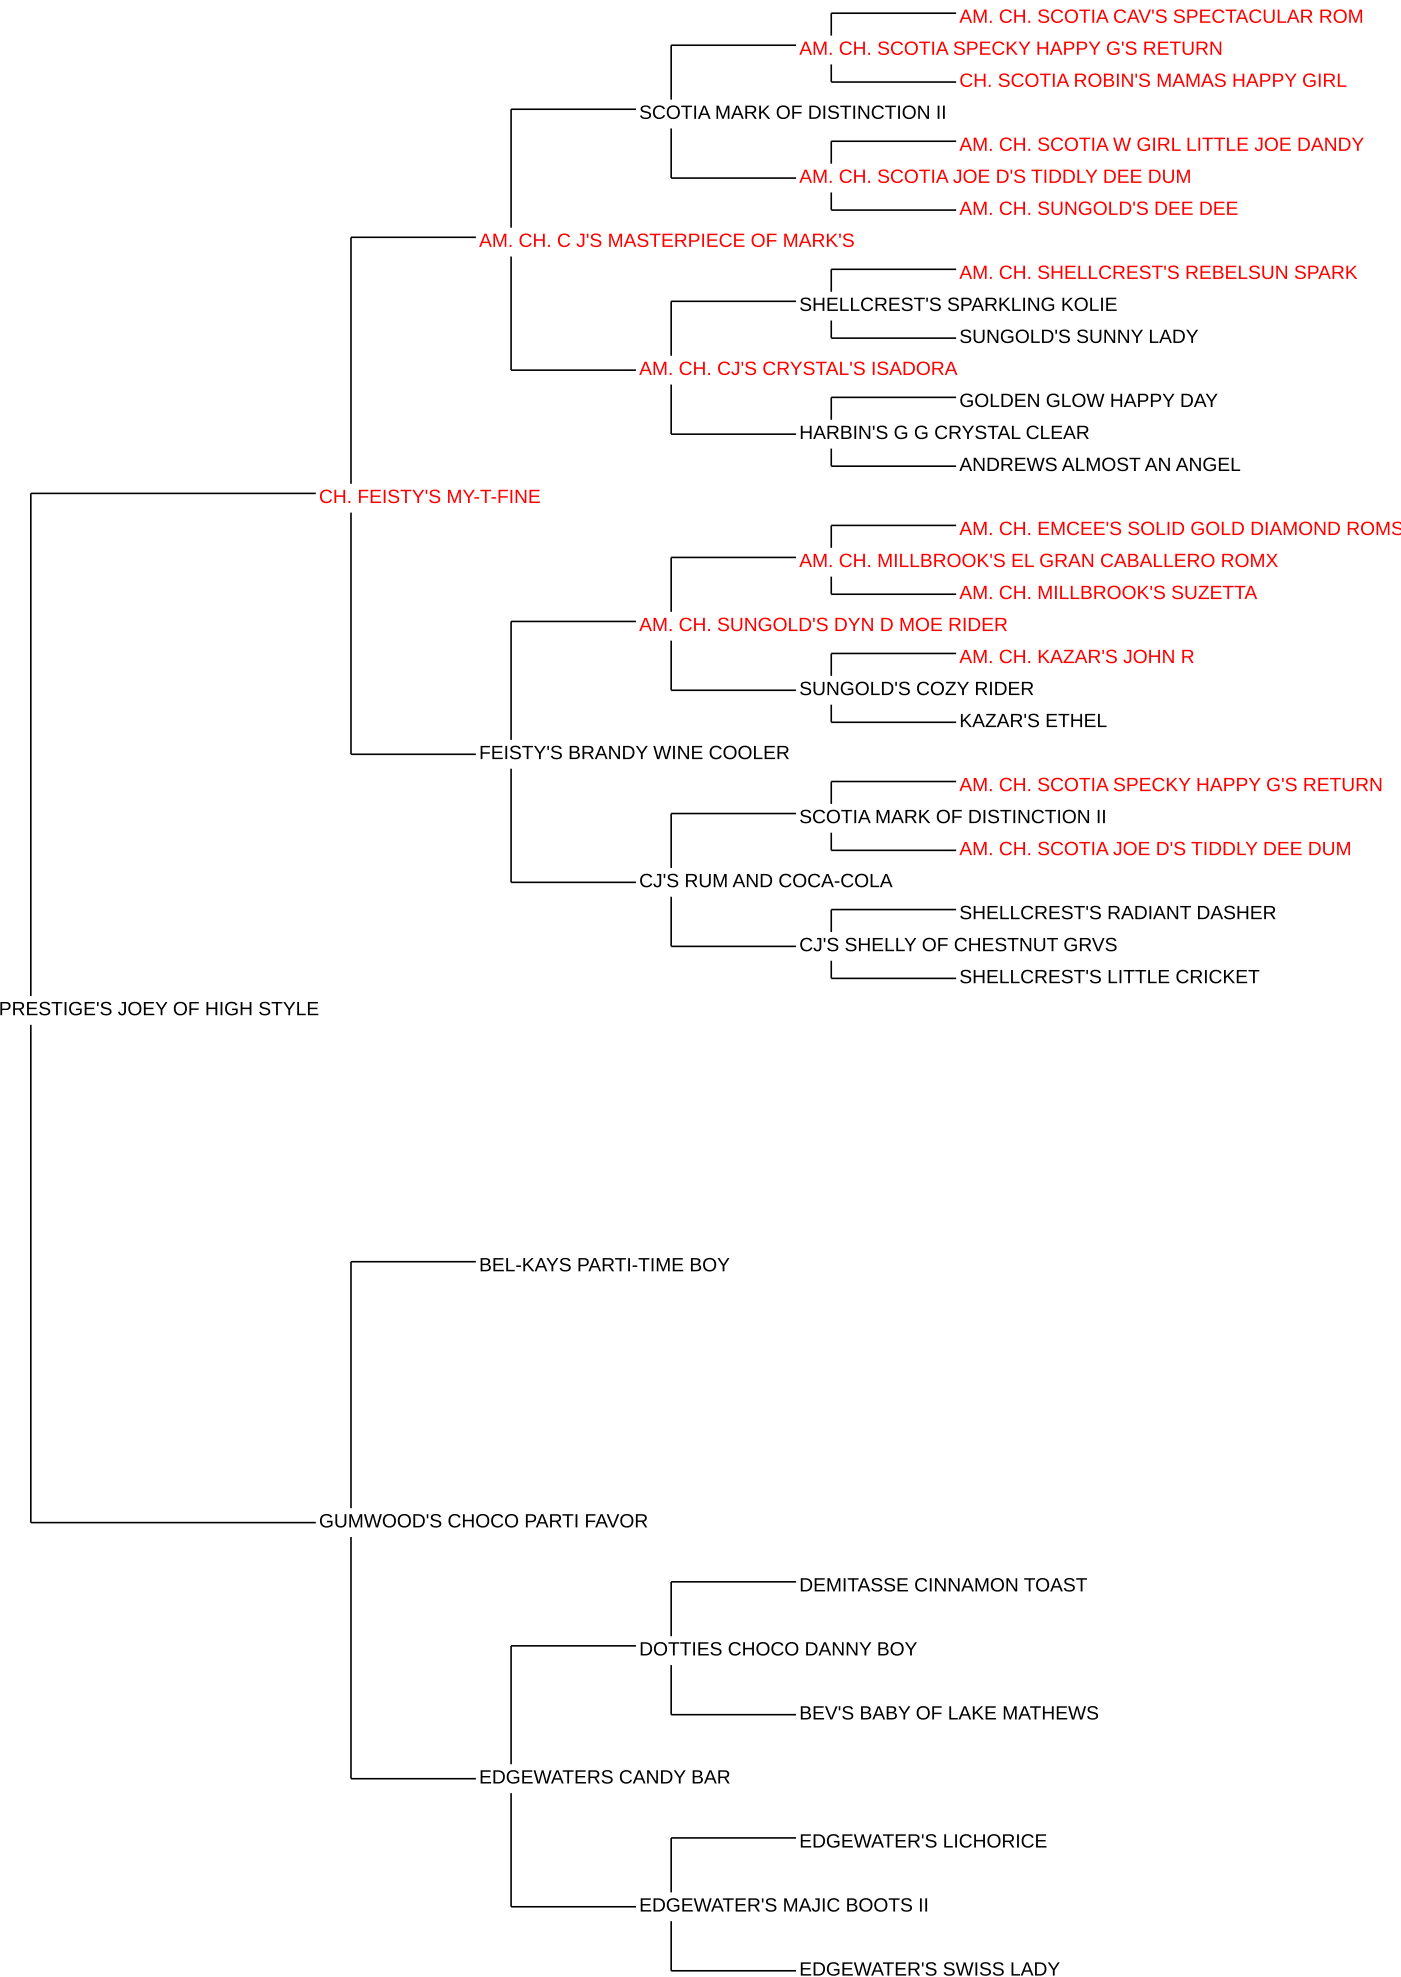 AM. CH. SCOTIA CAV'S SPECTACULAR ROM
AM. CH. SCOTIA SPECKY HAPPY G'S RETURN
CH. SCOTIA ROBIN'S MAMAS HAPPY GIRL
SCOTIA MARK OF DISTINCTION II
AM. CH. SCOTIA W GIRL LITTLE JOE DANDY
AM. CH. SCOTIA JOE D'S TIDDLY DEE DUM
AM. CH. SUNGOLD'S DEE DEE
AM. CH. C J'S MASTERPIECE OF MARK'S
AM. CH. SHELLCREST'S REBELSUN SPARK
SHELLCREST'S SPARKLING KOLIE
SUNGOLD'S SUNNY LADY
AM. CH. CJ'S CRYSTAL'S ISADORA
GOLDEN GLOW HAPPY DAY
HARBIN'S G G CRYSTAL CLEAR
ANDREWS ALMOST AN ANGEL
CH. FEISTY'S MY-T-FINE
AM. CH. EMCEE'S SOLID GOLD DIAMOND ROMS
AM. CH. MILLBROOK'S EL GRAN CABALLERO ROMX
AM. CH. MILLBROOK'S SUZETTA
AM. CH. SUNGOLD'S DYN D MOE RIDER
AM. CH. KAZAR'S JOHN R
SUNGOLD'S COZY RIDER
KAZAR'S ETHEL
FEISTY'S BRANDY WINE COOLER
AM. CH. SCOTIA SPECKY HAPPY G'S RETURN
SCOTIA MARK OF DISTINCTION II
AM. CH. SCOTIA JOE D'S TIDDLY DEE DUM
CJ'S RUM AND COCA-COLA
SHELLCREST'S RADIANT DASHER
CJ'S SHELLY OF CHESTNUT GRVS
SHELLCREST'S LITTLE CRICKET
PRESTIGE'S JOEY OF HIGH STYLE
BEL-KAYS PARTI-TIME BOY
GUMWOOD'S CHOCO PARTI FAVOR
DEMITASSE CINNAMON TOAST
DOTTIES CHOCO DANNY BOY
BEV'S BABY OF LAKE MATHEWS
EDGEWATERS CANDY BAR
EDGEWATER'S LICHORICE
EDGEWATER'S MAJIC BOOTS II
EDGEWATER'S SWISS LADY